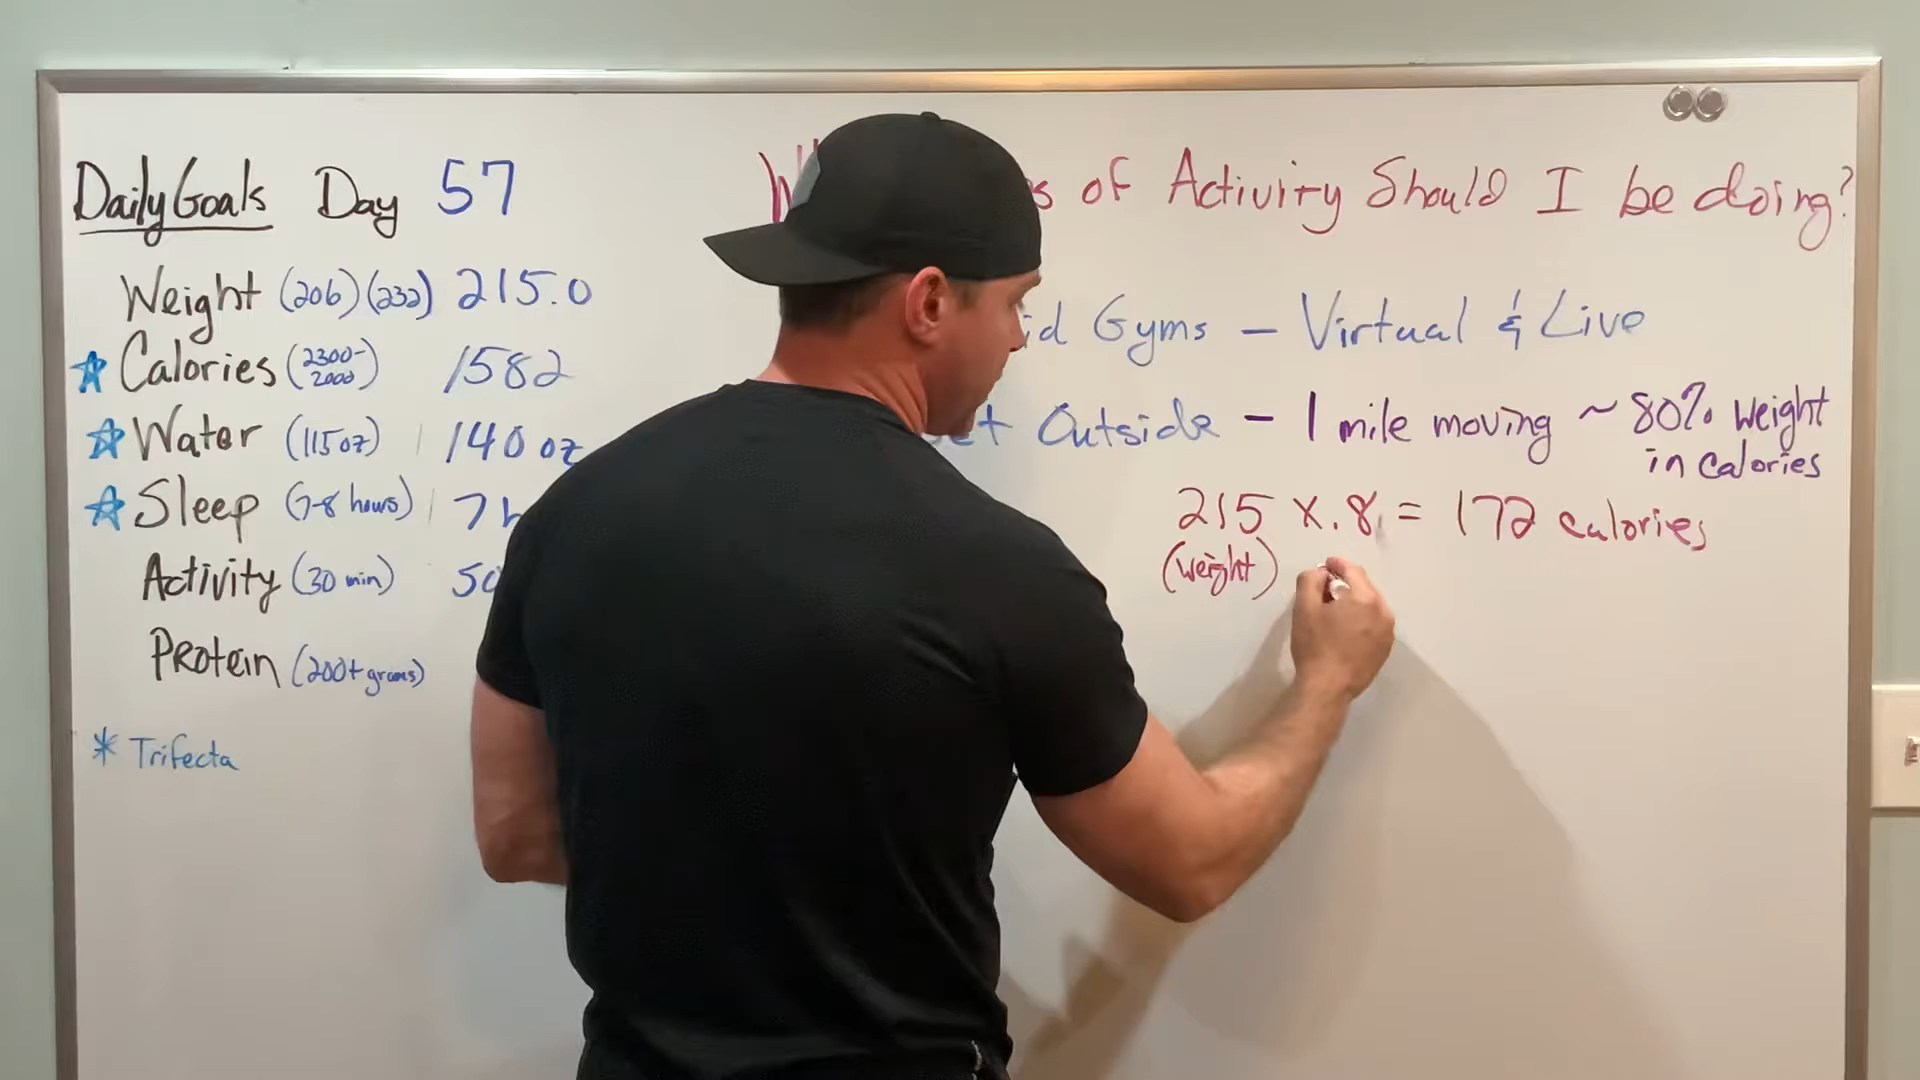 Daily Goals Day 57
Weight (206) (232) 215.0
Calories (2300-2000) 1582
Water (115oz) 140 oz
Sleep (7-8 hours) 7
Activity (30 min) 50
Protein (200+ grams)
* Trifecta
of Activity Should I be doing?
Gyms - Virtual & Live
Outside - 1 mile moving ~ 80% weight
in calories
215 x .8 = 172 calories
(weight)